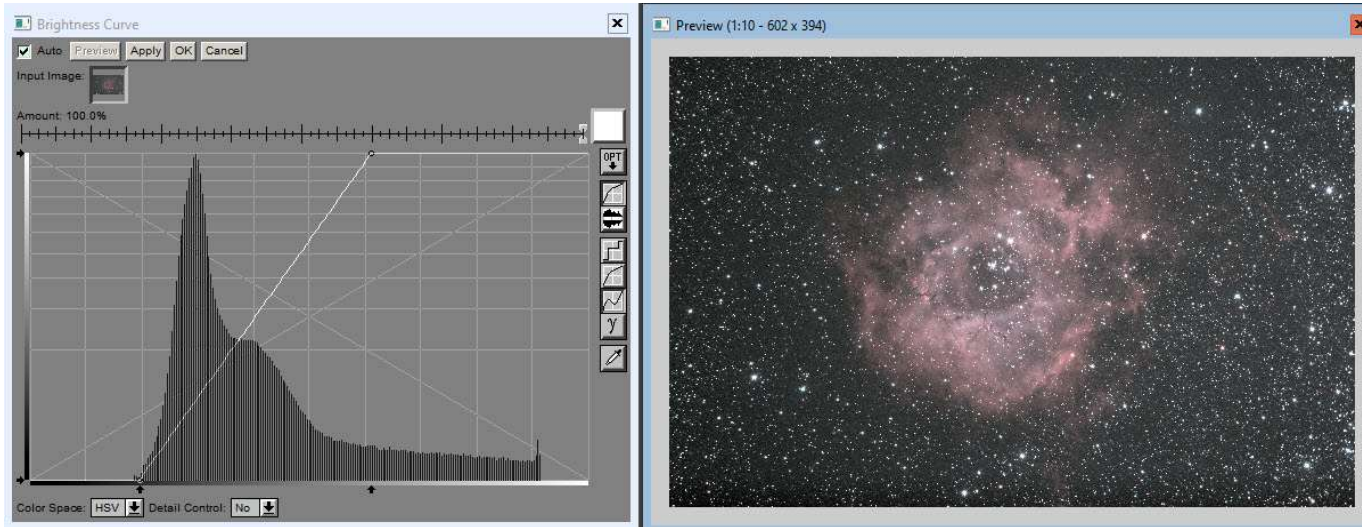 Brightness Curve
Auto Preview Apply OK Cancel
Input Image:
Amount: 100.0%
OPT
γ
Color Space: HSV Detail Control: No
Preview (1:10 - 602 x 394)